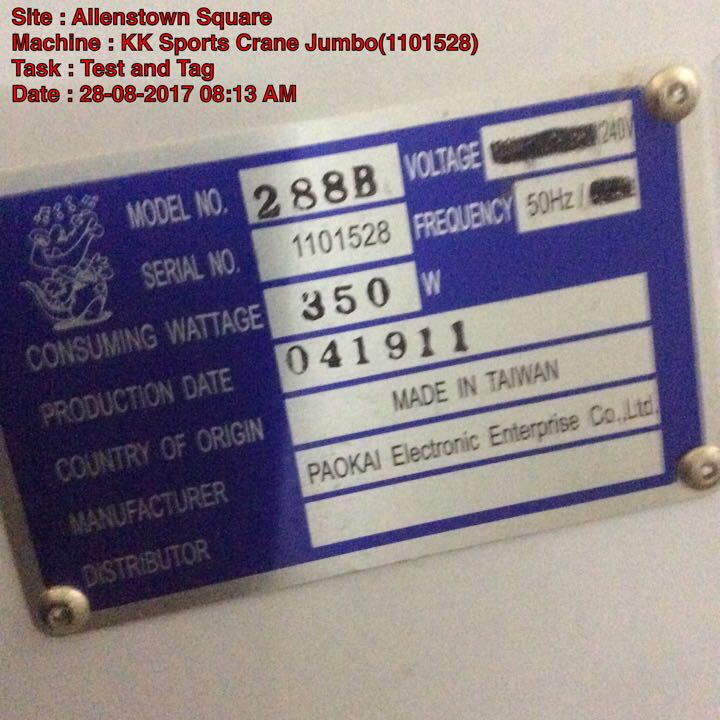 Site : Allenstown Square
Machine : KK Sports Crane Jumbo(1101528)
Task : Test and Tag
Date : 28-08-2017 08:13 AM
MODEL NO. 288B VOLTAGE /240V
SERIAL NO. 1101528 FREQUENCY 50Hz /
CONSUMING WATTAGE 350 W
PRODUCTION DATE 041911
COUNTRY OF ORIGIN MADE IN TAIWAN
MANUFACTURER PAOKAI Electronic Enterprise Co.,Ltd.
DISTRIBUTOR